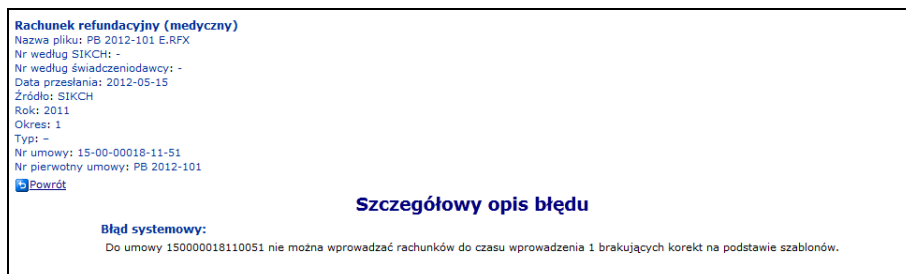 Rachunek refundacyjny (medyczny)
Nazwa pliku: PB 2012-101 E.RFX
Nr według SIKCH: -
Nr według świadczeniodawcy: -
Data przesłania: 2012-05-15
Źródło: SIKCH
Rok: 2011
Okres: 1
Typ: –
Nr umowy: 15-00-00018-11-51
Nr pierwotny umowy: PB 2012-101
Powrót
Szczegółowy opis błędu
Błąd systemowy:
Do umowy 150000018110051 nie można wprowadzać rachunków do czasu wprowadzenia 1 brakujących korekt na podstawie szablonów.